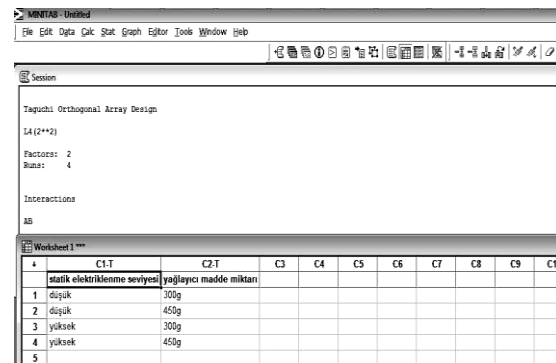 MINITAB - Untitled
File Edit Data Calc Stat Graph Editor Tools Window Help
Session
Taguchi Orthogonal Array Design
L4(2**2)
Factors: 2
Runs: 4
Interactions
AB
Worksheet 1 ***
↓ C1-T C2-T C3 C4 C5 C6 C7 C8 C9 C1
statik elektriklenme seviyesi yağlayıcı madde miktarı
1 düşük 300g
2 düşük 450g
3 yüksek 300g
4 yüksek 450g
5